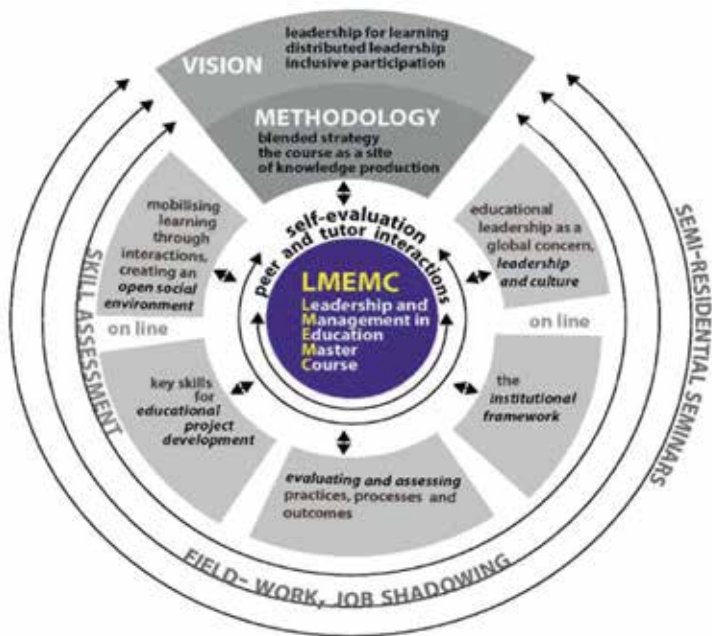 VISION
leadership for learning
distributed leadership
inclusive participation
METHODOLOGY
blended strategy
the course as a site
of knowledge production
self-evaluation
peer and tutor interactions
LMEMC
Leadership and
Management in
Education
Master
Course
educational
leadership as a
global concern,
leadership
and culture
on line
the
institutional
framework
evaluating and assessing
practices, processes and
outcomes
key skills
for
educational
project
development
on line
mobilising
learning
through
interactions,
creating an
open social
environment
SKILL ASSESSMENT
FIELD- WORK, JOB SHADOWING
SEMI-RESIDENTIAL SEMINARS